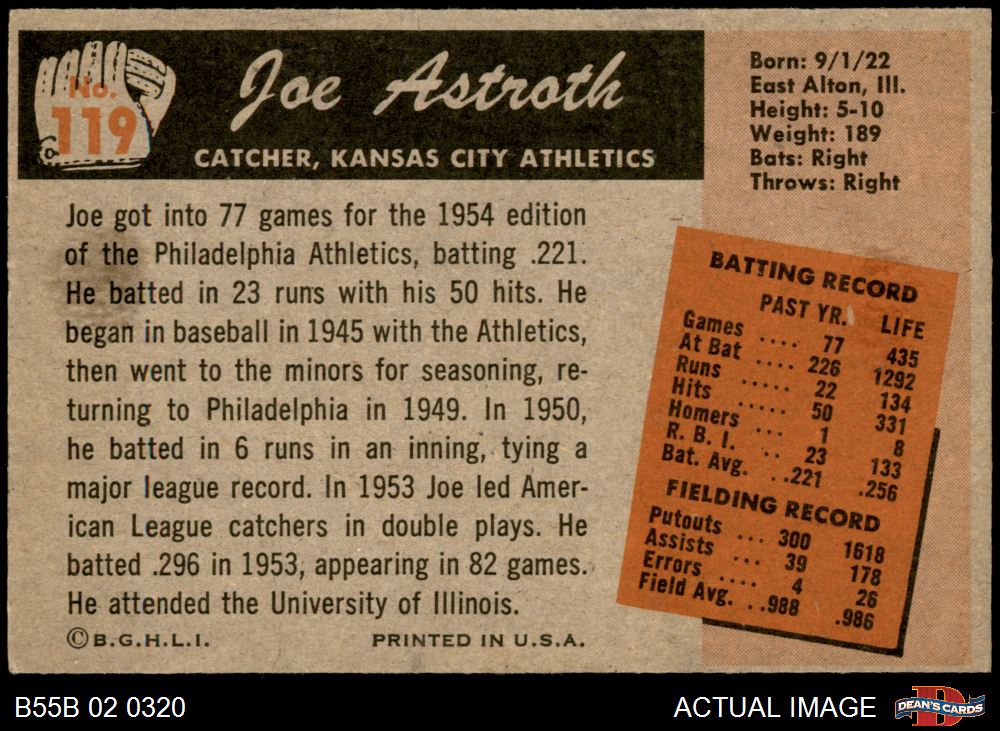 No.
119
Joe Astroth
CATCHER, KANSAS CITY ATHLETICS
Born: 9/1/22
East Alton, Ill.
Height: 5-10
Weight: 189
Bats: Right
Throws: Right
Joe got into 77 games for the 1954 edition
of the Philadelphia Athletics, batting .221.
He batted in 23 runs with his 50 hits. He
began in baseball in 1945 with the Athletics,
then went to the minors for seasoning, re-
turning to Philadelphia in 1949. In 1950,
he batted in 6 runs in an inning, tying a
major league record. In 1953 Joe led Amer-
ican League catchers in double plays. He
batted .296 in 1953, appearing in 82 games.
He attended the University of Illinois.
©B.G.H.L.I. PRINTED IN U.S.A.
BATTING RECORD
PAST YR. LIFE
Games .... 77 435
At Bat .... 226 1292
Runs ..... 22 134
Hits ..... 50 331
Homers ... 1 8
R. B. I. .. 23 133
Bat. Avg. ..221 .256
FIELDING RECORD
Putouts ... 300 1618
Assists ... 39 178
Errors .... 4 26
Field Avg. ..988 .986
B55B 02 0320
ACTUAL IMAGE
D
DEAN'S CARDS